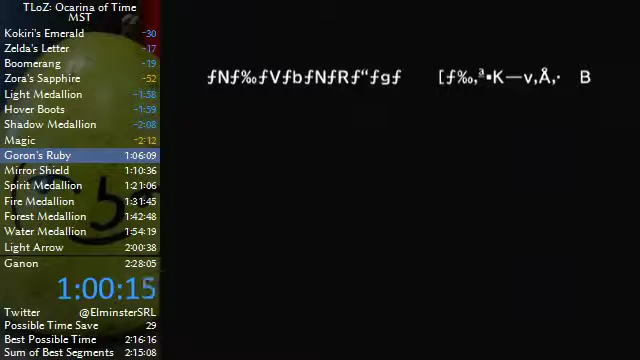 TLoZ: Ocarina of Time
MST
Kokiri's Emerald -30
Zelda's Letter -17
Boomerang -19
Zora's Sapphire -52
Light Medallion -1:58
Hover Boots -1:59
Shadow Medallion -2:08
Magic -2:12
Goron's Ruby 1:06:09
Mirror Shield 1:10:36
Spirit Medallion 1:21:06
Fire Medallion 1:31:45
Forest Medallion 1:42:48
Water Medallion 1:54:19
Light Arrow 2:00:38
Ganon 2:28:05
1:00:15
Twitter @ElminsterSRL
Possible Time Save 29
Best Possible Time 2:16:16
Sum of Best Segments 2:15:08
ƒNƒ‰ƒVƒbƒNƒRƒ“ƒgƒ [ƒ‰‚ª•K—v‚Å‚· B